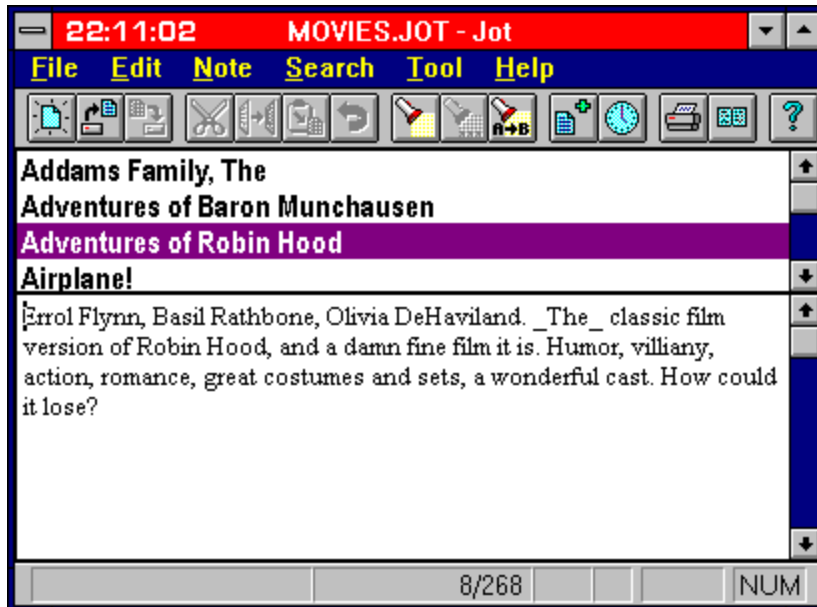 22:11:02 MOVIES.JOT - Jot
File Edit Note Search Tool Help
A→B ?
Addams Family, The
Adventures of Baron Munchausen
Adventures of Robin Hood
Airplane!
Errol Flynn, Basil Rathbone, Olivia DeHaviland. _The_ classic film
version of Robin Hood, and a damn fine film it is. Humor, villiany,
action, romance, great costumes and sets, a wonderful cast. How could
it lose?
8/268 NUM